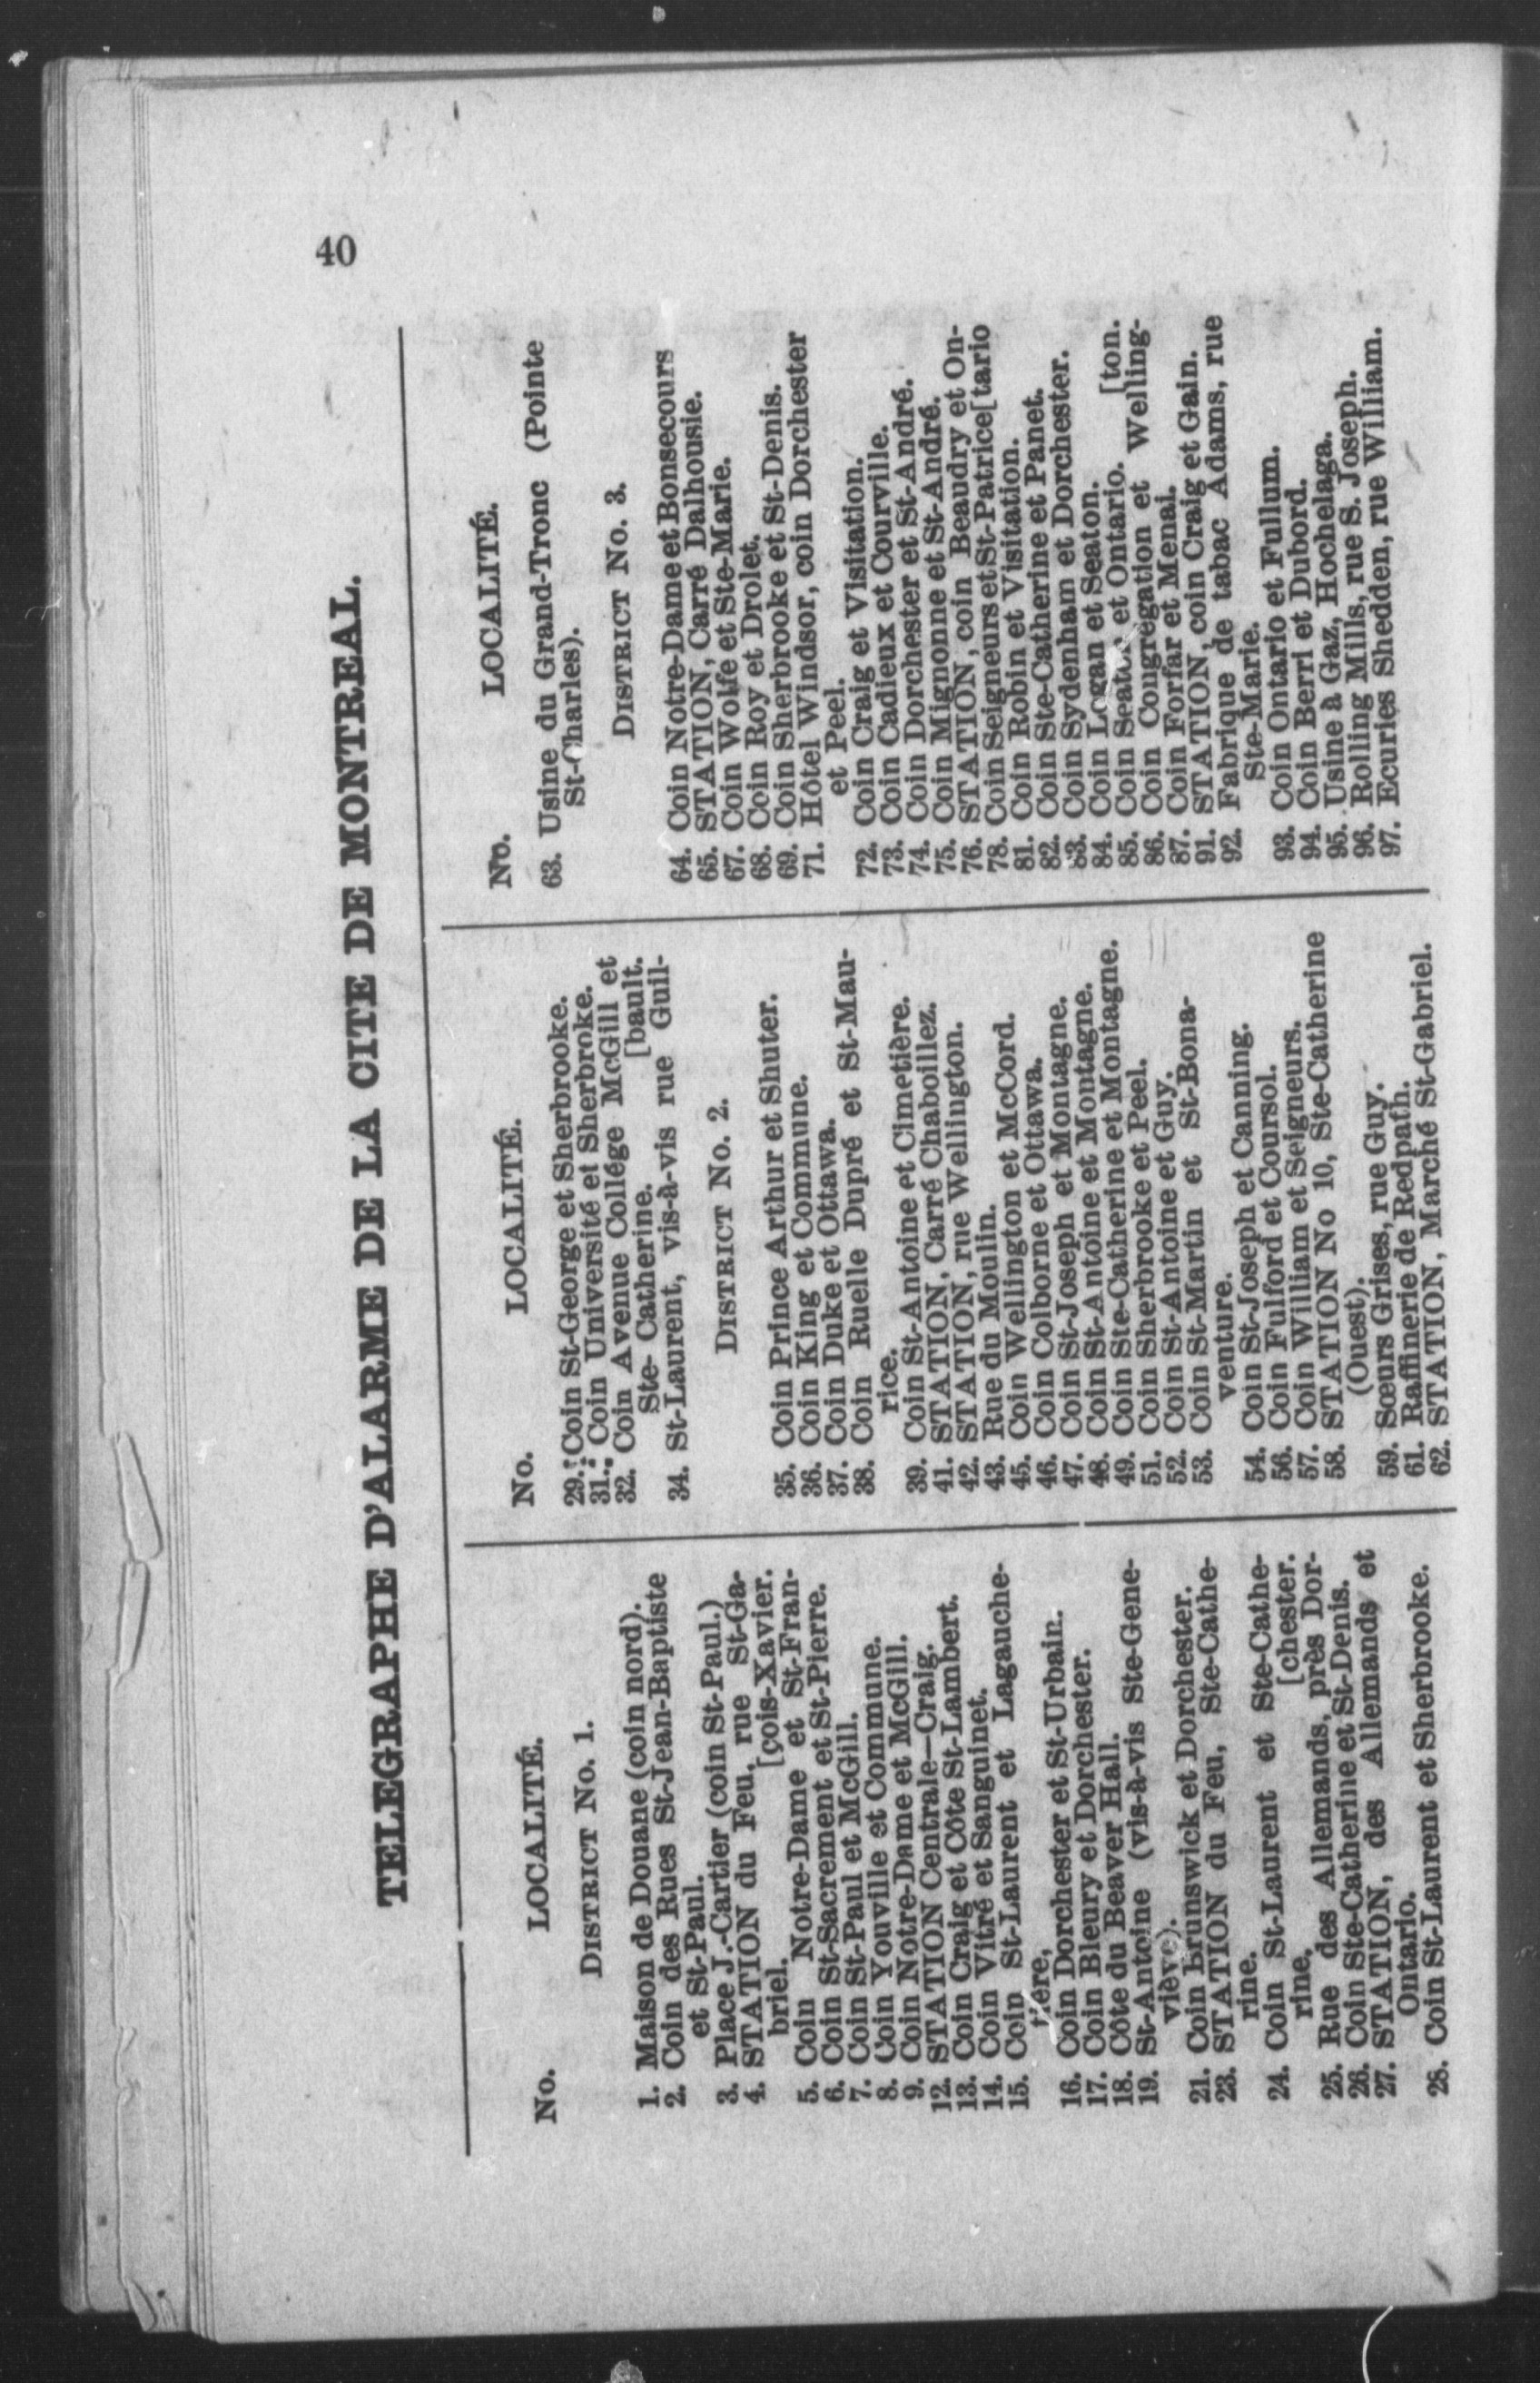 40
TELEGRAPHE D'ALARME DE LA CITE DE MONTREAL.
No. LOCALITÉ.
DISTRICT No. 1.
1. Maison de Douane (coin nord).
2. Coin des Rues St-Jean-Baptiste
et St-Paul.
3. Place J.-Cartier (coin St-Paul.)
4. STATION du Feu, rue St-Ga-
briel. [çois-Xavier.
5. Coin Notre-Dame et St-Fran-
6. Coin St-Sacrement et St-Pierre.
7. Coin St-Paul et McGill.
8. Coin Youville et Commune.
9. Coin Notre-Dame et McGill.
12. STATION Centrale—Craig.
13. Coin Craig et Côte St-Lambert.
14. Coin Vitré et Sanguinet.
15. Coin St-Laurent et Lagauche-
tière,
16. Coin Dorchester et St-Urbain.
17. Coin Bleury et Dorchester.
18. Côte du Beaver Hall.
19. St-Antoine (vis-à-vis Ste-Gene-
viève).
21. Coin Brunswick et Dorchester.
23. STATION du Feu, Ste-Cathe-
rine.
24. Coin St-Laurent et Ste-Cathe-
rine. [chester.
25. Rue des Allemands, près Dor-
26. Coin Ste-Catherine et St-Denis.
27. STATION, des Allemands et
Ontario.
28. Coin St-Laurent et Sherbrooke.
No. LOCALITÉ.
29. Coin St-George et Sherbrooke.
31. Coin Université et Sherbroke.
32. Coin Avenue Collége McGill et
Ste- Catherine. [bault.
34. St-Laurent, vis-à-vis rue Guil-
DISTRICT No. 2.
35. Coin Prince Arthur et Shuter.
36. Coin King et Commune.
37. Coin Duke et Ottawa.
38. Coin Ruelle Dupré et St-Mau-
rice.
39. Coin St-Antoine et Cimetière.
41. STATION, Carré Chaboillez.
42. STATION, rue Wellington.
43. Rue du Moulin.
45. Coin Wellington et McCord.
46. Coin Colborne et Ottawa.
47. Coin St-Joseph et Montagne.
48. Coin St-Antoine et Montagne.
49. Coin Ste-Catherine et Montagne.
51. Coin Sherbrooke et Peel.
52. Coin St-Antoine et Guy.
53. Coin St-Martin et St-Bona-
venture.
54. Coin St-Joseph et Canning.
56. Coin Fulford et Coursol.
57. Coin William et Seigneurs.
58. STATION No 10, Ste-Catherine
(Ouest).
59. Sœurs Grises, rue Guy.
61. Raffinerie de Redpath.
62. STATION, Marché St-Gabriel.
No. LOCALITÉ.
63. Usine du Grand-Tronc (Pointe
St-Charles).
DISTRICT No. 3.
64. Coin Notre-Dame et Bonsecours
65. STATION, Carré Dalhousie.
67. Coin Wolfe et Ste-Marie.
68. Coin Roy et Drolet.
69. Coin Sherbrooke et St-Denis.
71. Hôtel Windsor, coin Dorchester
et Peel.
72. Coin Craig et Visitation.
73. Coin Cadieux et Courville.
74. Coin Dorchester et St-André.
75. Coin Mignonne et St-André.
76. STATION, coin Beaudry et On-
78. Coin Seigneurs et St-Patrice[tario
81. Coin Robin et Visitation.
82. Coin Ste-Catherine et Panet.
83. Coin Sydenham et Dorchester.
84. Coin Logan et Seaton.
85. Coin Seaton et Ontario. [ton.
86. Coin Cougrégation et Welling-
87. Coin Forfar et Menai.
91. STATION, coin Craig et Gain.
92. Fabrique de tabac Adams, rue
Ste-Marie.
93. Coin Ontario et Fullum.
94. Coin Berri et Dubord.
95. Usine à Gaz, Hochelaga.
96. Rolling Mills, rue S. Joseph.
97. Ecuries Shedden, rue William.